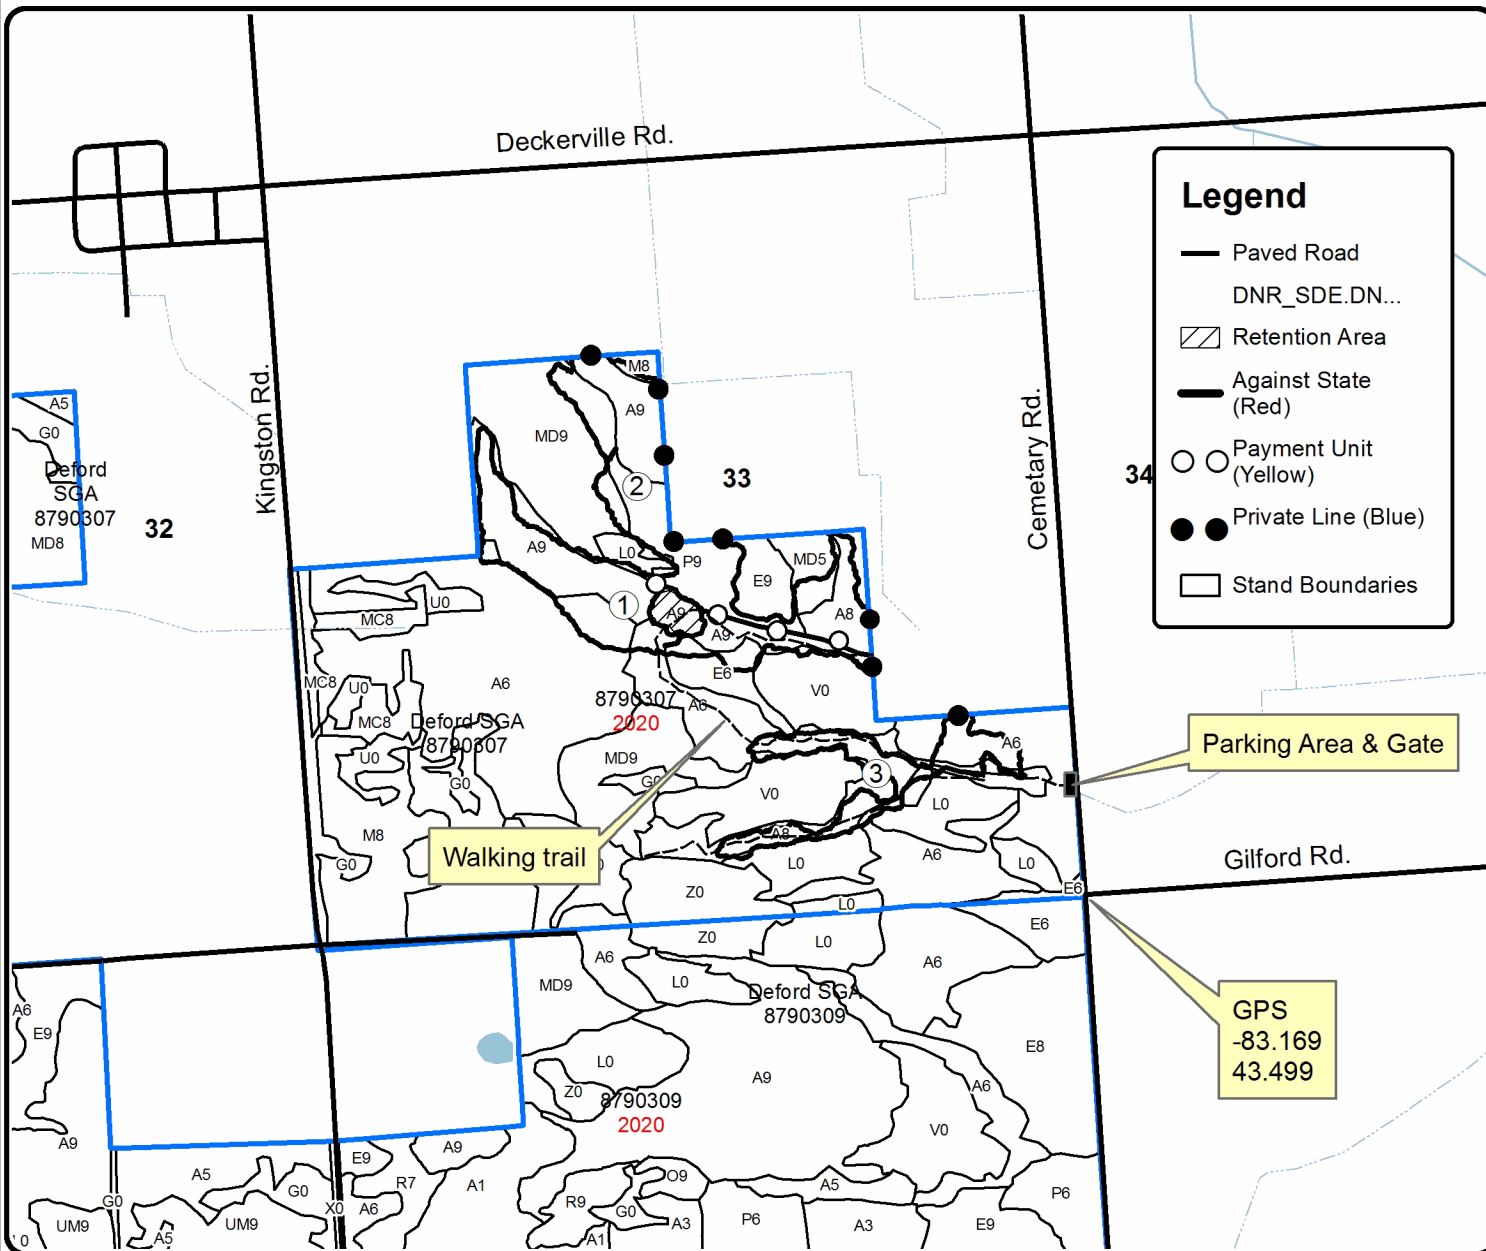 Deckerville Rd.
Legend
Paved Road
DNR_SDE.DN...
Retention Area
Against State
(Red)
Payment Unit
(Yellow)
Private Line (Blue)
Stand Boundaries
Kingston Rd.
Cemetary Rd.
M8
A5
A9
G0
MD9
Deford
SGA
8790307
MD8
32
33
34
2
A9
L0
P9
MD5
E9
U0
MC8
1
A9
A9
A8
E6
MC8
U0
A6
V0
8790307
2020
A6
MC8
Deford SGA
8790307
A6
Parking Area & Gate
U0
MD9
G0
G0
V0
3
L0
M8
A8
Walking trail
G0
0
L0
A6
L0
Gilford Rd.
Z0
E6
L0
E6
Z0
L0
A6
A6
MD9
L0
Deford SGA
8790309
A6
E9
GPS
-83.169
43.499
L0
E8
A9
Z0
8790309
2020
A6
V0
A9
A9
E9
A5
G0
R7
A1
O9
A5
P6
G0
X0
A6
R9
G0
UM9
UM9
A3
P6
A3
E9
0
A5
A1